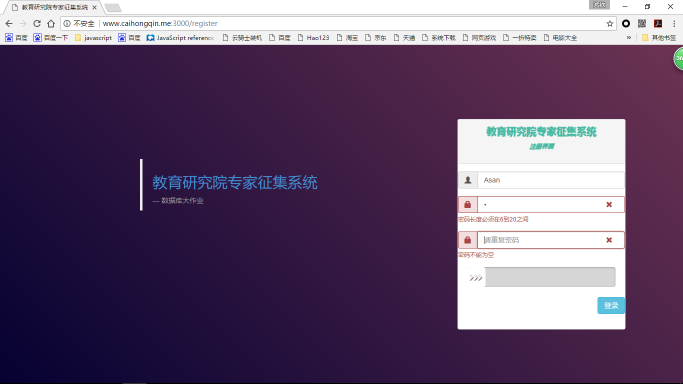 教育研究院专家征集系统
不安全 | www.caihongqin.me:3000/register
百度 百度一下 javascript 百度 JavaScript reference 云骑士装机 百度 Hao123 淘宝 京东 天猫 系统下载 网页游戏 一折特卖 电影大全 » 其他书签
教育研究院专家征集系统
— 数据库大作业
教育研究院专家征集系统
注册界面
Asan
密码长度必须在6到20之间
请重复密码
密码不能为空
>>>
登录